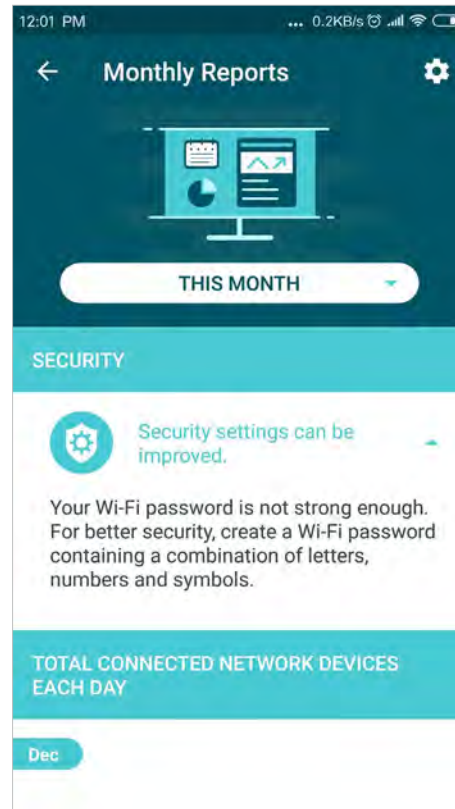 12:01 PM ... 0.2KB/s
Monthly Reports
THIS MONTH
SECURITY
Security settings can be
improved.
Your Wi-Fi password is not strong enough.
For better security, create a Wi-Fi password
containing a combination of letters,
numbers and symbols.
TOTAL CONNECTED NETWORK DEVICES
EACH DAY
Dec